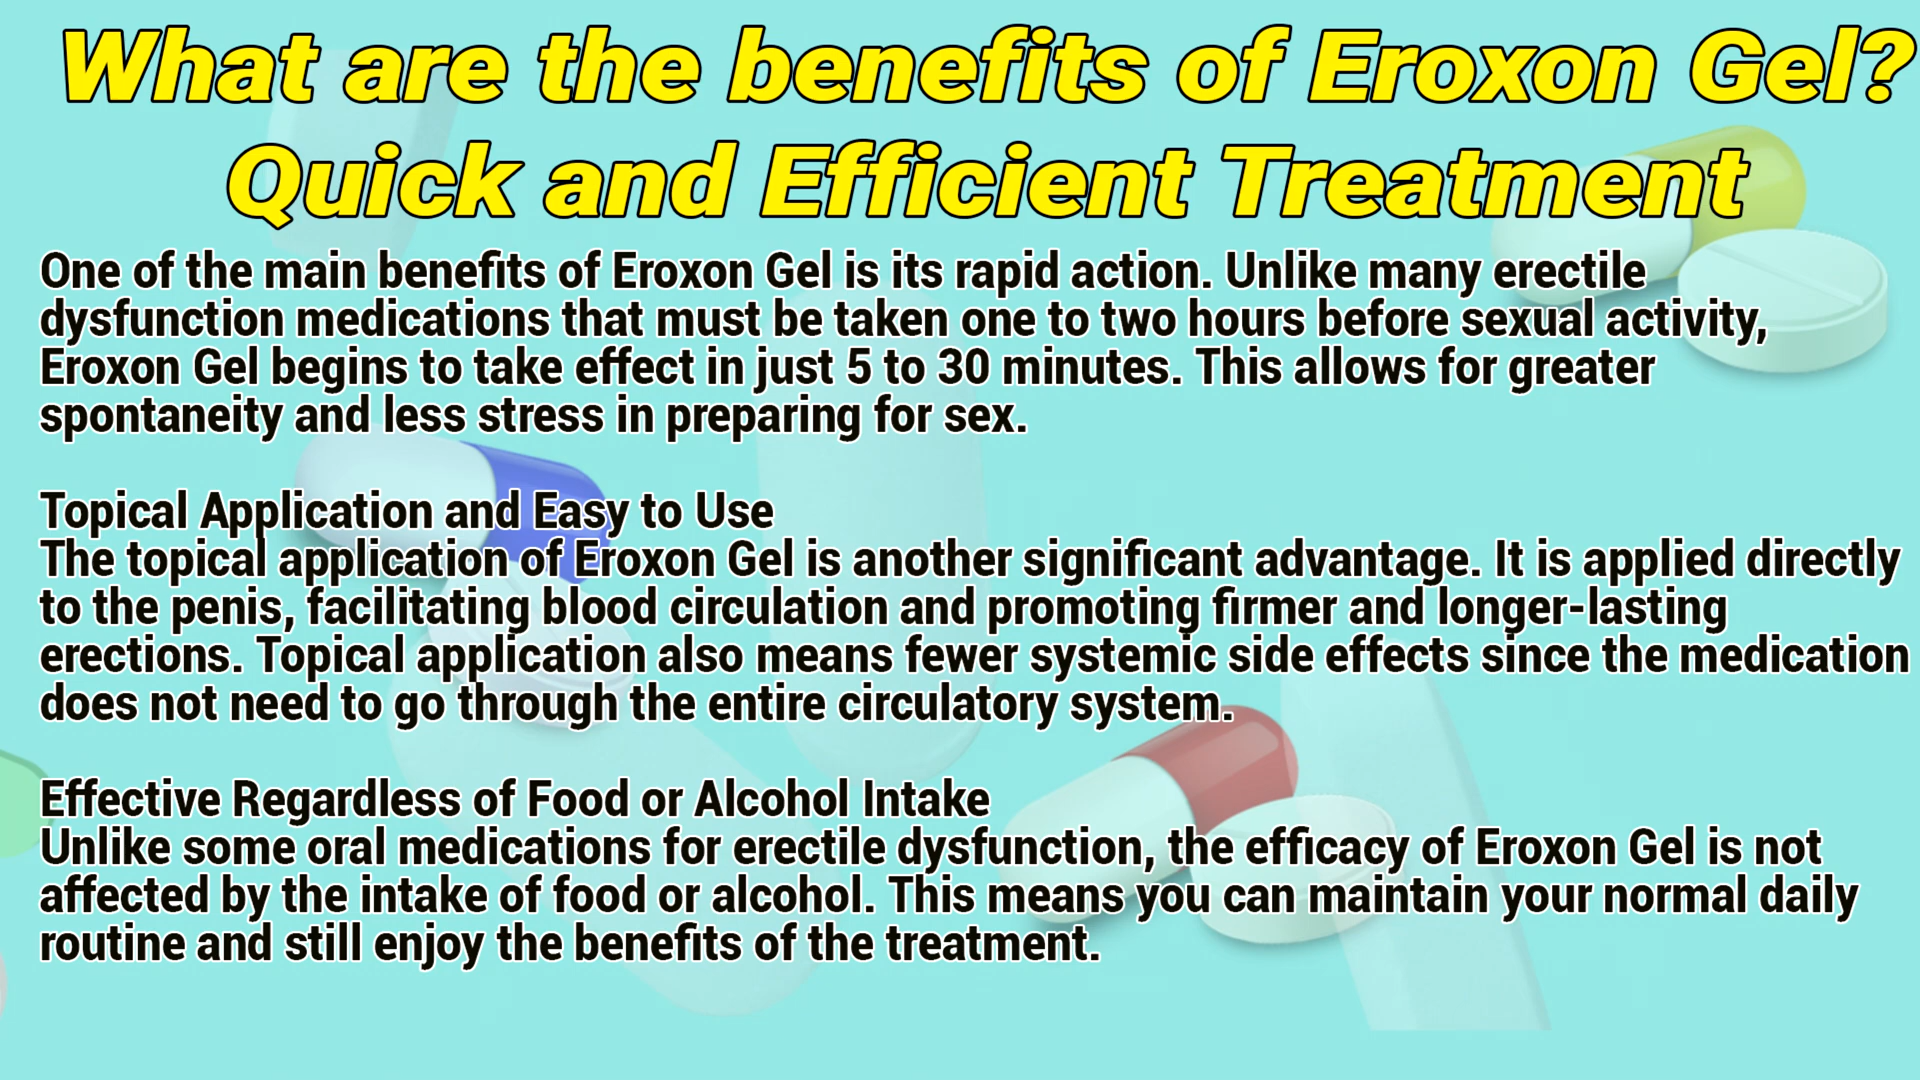 What are the benefits of Eroxon Gel?
Quick and Efficient Treatment
One of the main benefits of Eroxon Gel is its rapid action. Unlike many erectile
dysfunction medications that must be taken one to two hours before sexual activity,
Eroxon Gel begins to take effect in just 5 to 30 minutes. This allows for greater
spontaneity and less stress in preparing for sex.
Topical Application and Easy to Use
The topical application of Eroxon Gel is another significant advantage. It is applied directly
to the penis, facilitating blood circulation and promoting firmer and longer-lasting
erections. Topical application also means fewer systemic side effects since the medication
does not need to go through the entire circulatory system.
Effective Regardless of Food or Alcohol Intake
Unlike some oral medications for erectile dysfunction, the efficacy of Eroxon Gel is not
affected by the intake of food or alcohol. This means you can maintain your normal daily
routine and still enjoy the benefits of the treatment.